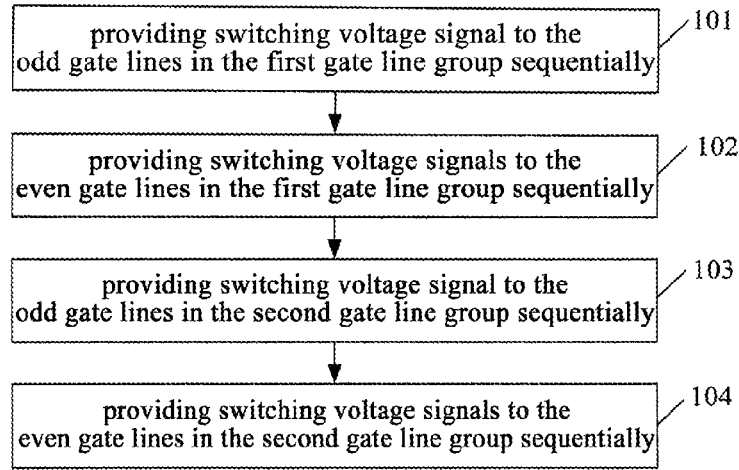 providing switching voltage signal to the
odd gate lines in the first gate line group sequentially
101
providing switching voltage signals to the
even gate lines in the first gate line group sequentially
102
providing switching voltage signal to the
odd gate lines in the second gate line group sequentially
103
providing switching voltage signals to the
even gate lines in the second gate line group sequentially
104